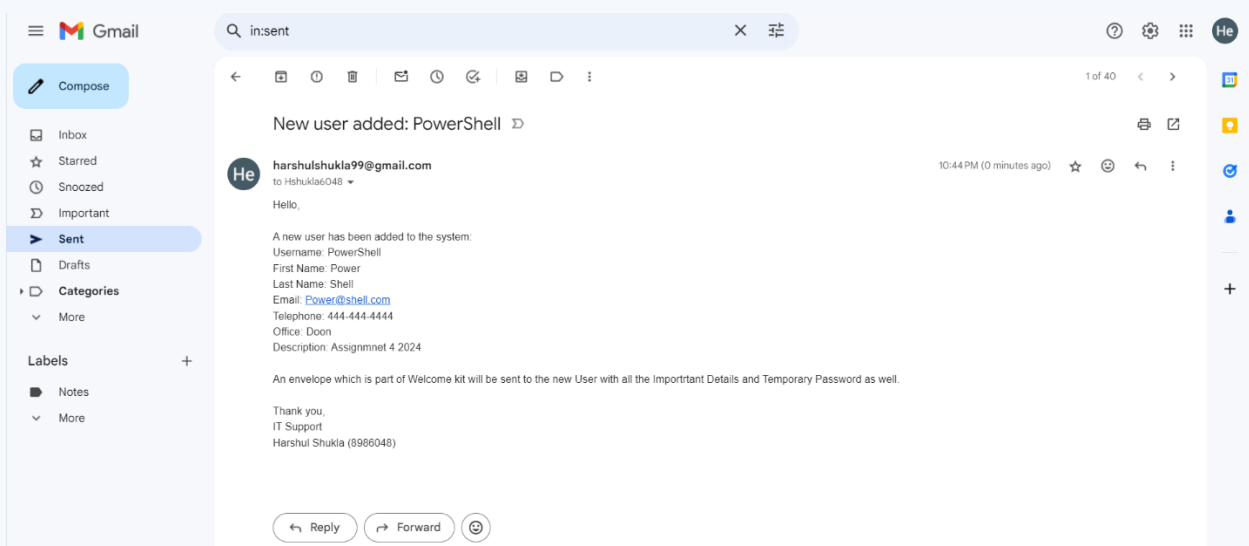 Gmail
in:sent
He
Compose
1 of 40
31
Inbox
Starred
Snoozed
Important
Sent
Drafts
Categories
More
Labels
Notes
More
New user added: PowerShell
He
harshulshukla99@gmail.com
10:44 PM (0 minutes ago)
to Hshukla6048
Hello,
A new user has been added to the system:
Username: PowerShell
First Name: Power
Last Name: Shell
Email: Power@shell.com
Telephone: 444-444-4444
Office: Doon
Description: Assignmnet 4 2024
An envelope which is part of Welcome kit will be sent to the new User with all the Importrtant Details and Temporary Password as well.
Thank you,
IT Support
Harshul Shukla (8986048)
Reply
Forward